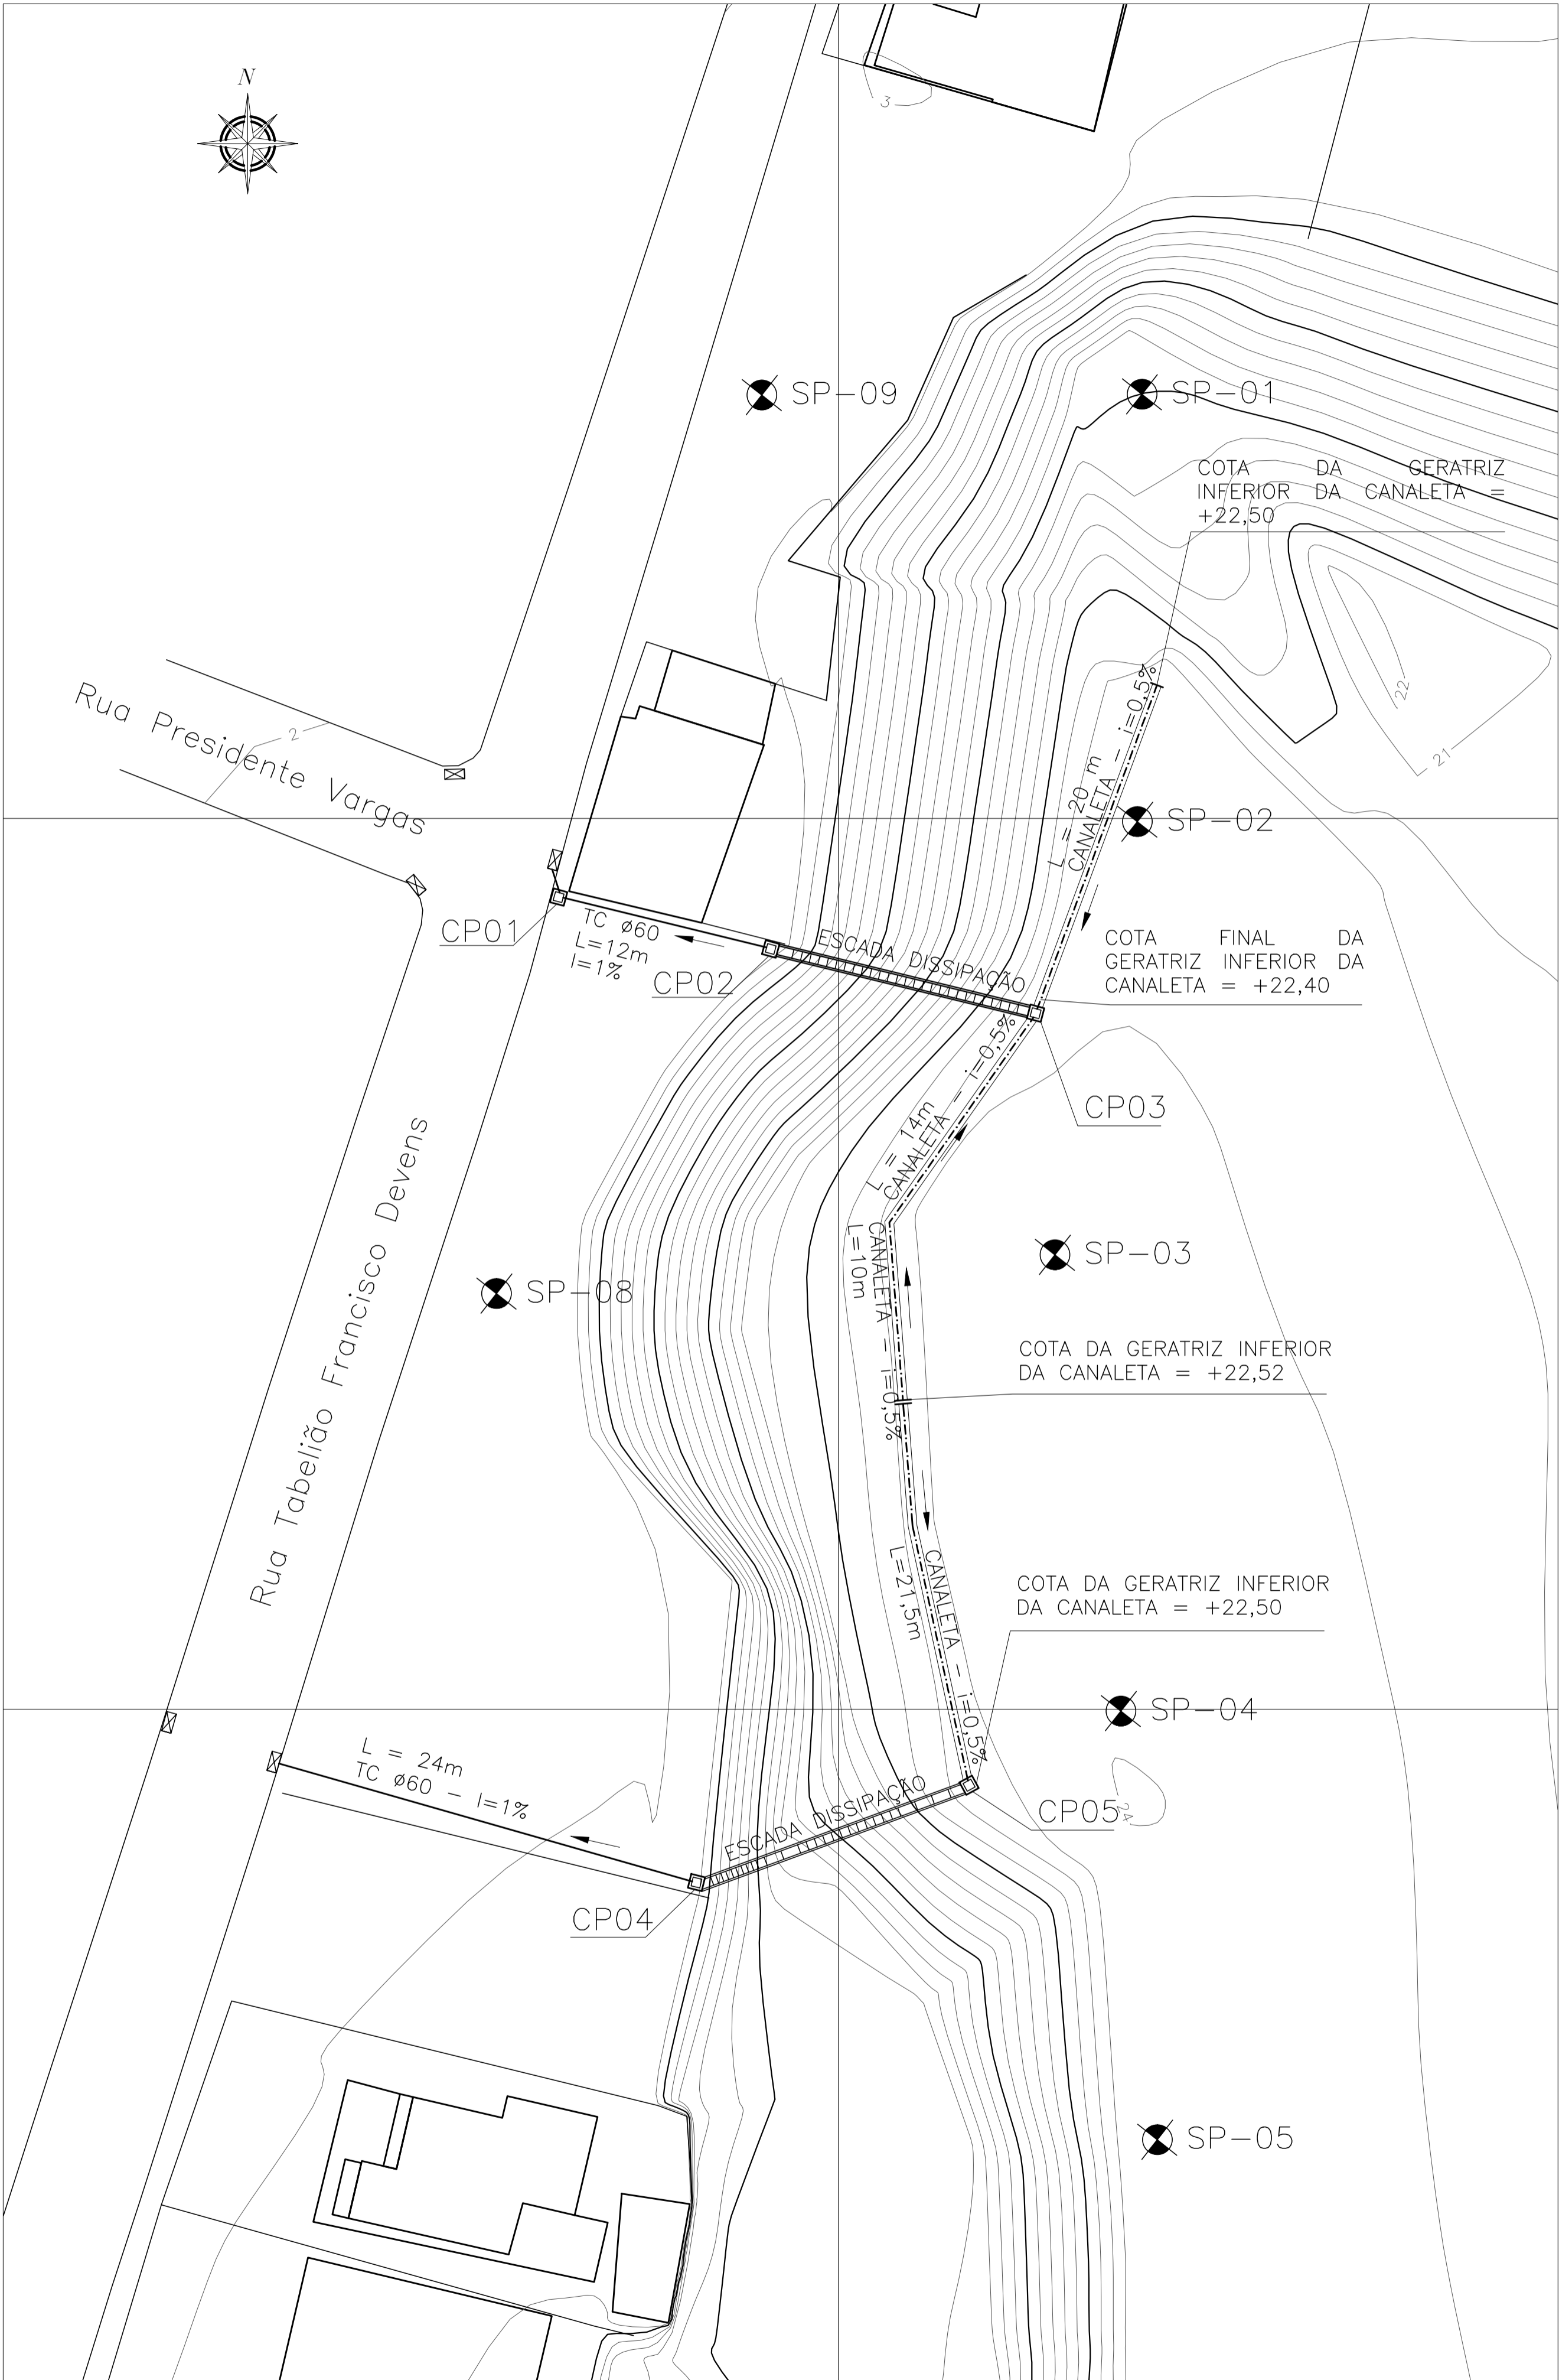 N
3
SP-09
SP-01
COTA DA GERATRIZ
INFERIOR DA CANALETA =
+22,50
22
21
2
Rua Presidente Vargas
L = 20 m
CANALETA - i=0,5%
SP-02
CP01
TC ø60
L=12m
I=1%
CP02
ESCADA DISSIPAÇÃO
COTA FINAL DA
GERATRIZ INFERIOR DA
CANALETA = +22,40
CP03
L = 14m
CANALETA - i=0,5%
Rua Tabelião Francisco Devens
SP-08
SP-03
CANALETA - i=0,5%
L=10m
COTA DA GERATRIZ INFERIOR
DA CANALETA = +22,52
CANALETA - i=0,5%
L=21,5m
COTA DA GERATRIZ INFERIOR
DA CANALETA = +22,50
SP-04
L = 24m
TC ø60 - I=1%
ESCADA DISSIPAÇÃO
CP05
24
CP04
SP-05